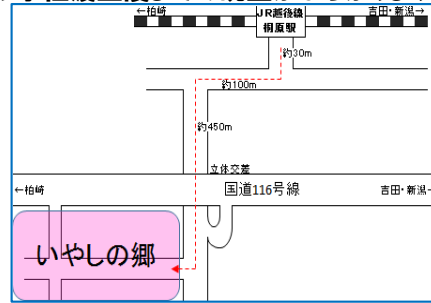 ←柏崎
JR越後線
桐原駅
吉田・新潟→
約30m
約100m
約450m
立体交差
←柏崎
国道116号線
吉田・新潟
いやしの郷